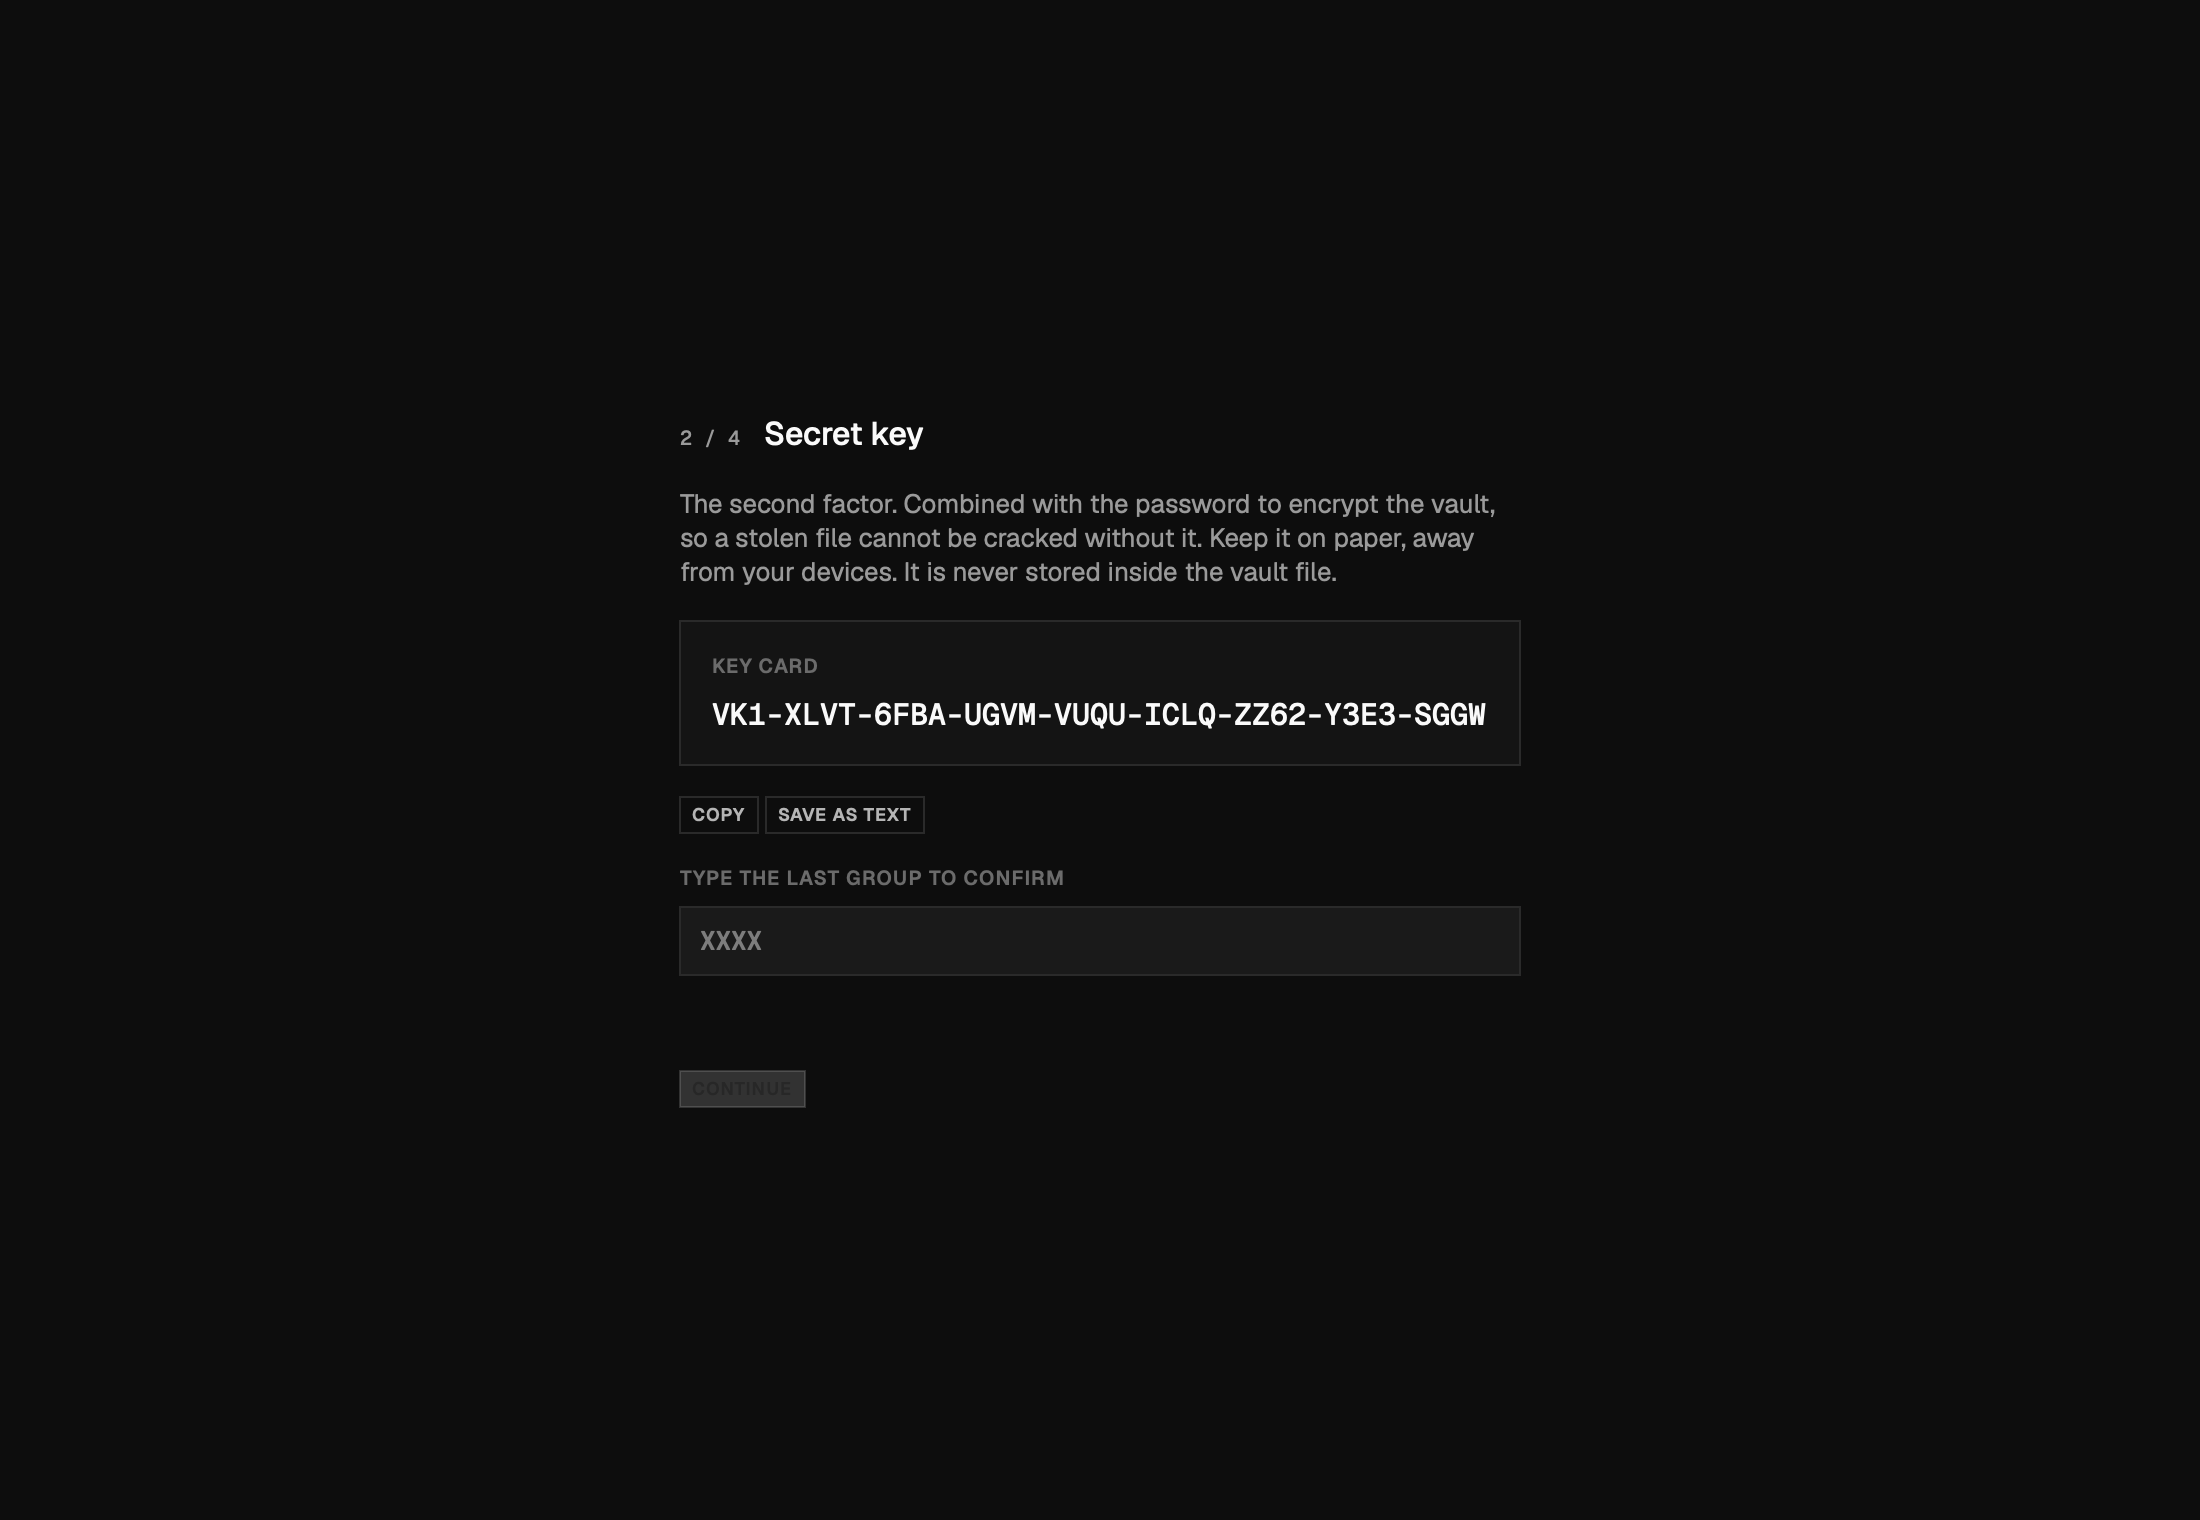 2 / 4 Secret key
The second factor. Combined with the password to encrypt the vault,
so a stolen file cannot be cracked without it. Keep it on paper, away
from your devices. It is never stored inside the vault file.
KEY CARD
VK1-XLVT-6FBA-UGVM-VUQU-ICLQ-ZZ62-Y3E3-SGGW
COPY SAVE AS TEXT
TYPE THE LAST GROUP TO CONFIRM
XXXX
CONTINUE